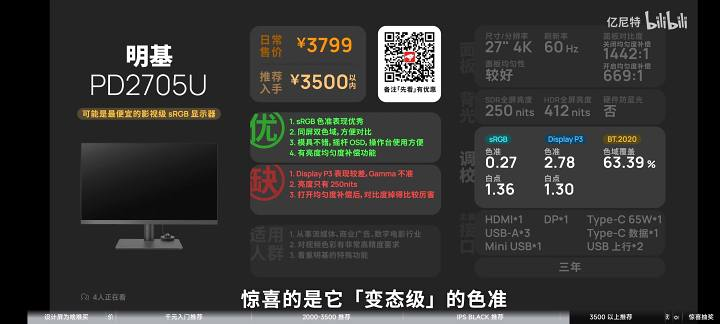 亿尼特 bilibili
明基
PD2705U
可能是最便宜的影视级 sRGB 显示器
日常售价 ¥3799
推荐入手 ¥3500以内
备注「先看」有优惠
优
1. sRGB 色准表现优秀
2. 同屏双色域,方便对比
3. 模具不错,摇杆 OSD,操作台使用方便
4. 有亮度均匀度补偿功能
缺
1. Display P3 表现较差,Gamma 不准
2. 亮度只有 250nits
3. 打开均匀度补偿后,对比度掉得比较厉害
适用人群
1. 从事流媒体、商业广告、数字电影行业
2. 对视频色彩有非常高精度要求
3. 看重明基的特殊功能
面板
尺寸/分辨率
27" 4K
刷新率
60 Hz
面板对比度
关闭均匀度补偿
1442:1
开启均匀度补偿
669:1
面板均匀性
较好
背光
SDR全屏亮度
250 nits
HDR全屏亮度
412 nits
硬件防蓝光
否
调校
sRGB
色准
0.27
白点
1.36
Display P3
色准
2.78
白点
1.30
BT.2020
色域覆盖
63.39 %
接口
HDMI*1
USB-A*3
Mini USB*1
DP*1
Type-C 65W*1
Type-C 数据*1
USB 上行*2
三年
4人正在看
惊喜的是它「变态级」的色准
设计屏为啥难买
千元入门推荐
2000-3500 推荐
IPS BLACK 推荐
3500 以上推荐
惊喜抽奖